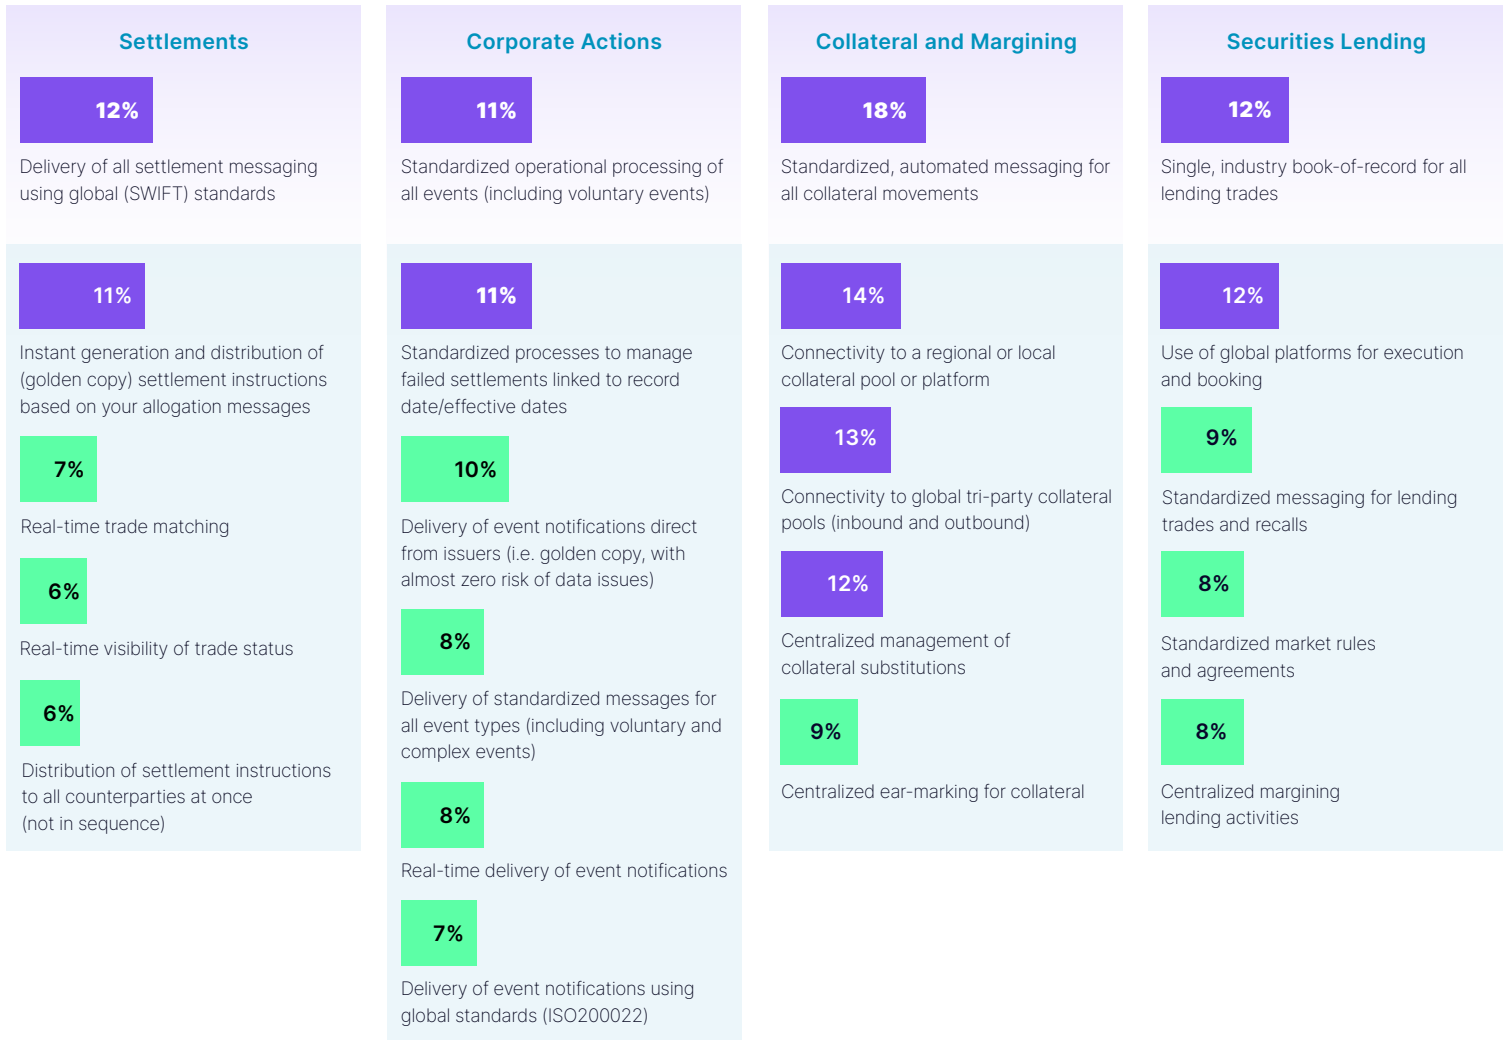 Settlements
12%
Delivery of all settlement messaging
using global (SWIFT) standards
11%
Instant generation and distribution of
(golden copy) settlement instructions
based on your allogation messages
7%
Real-time trade matching
6%
Real-time visibility of trade status
6%
Distribution of settlement instructions
to all counterparties at once
(not in sequence)
Corporate Actions
11%
Standardized operational processing of
all events (including voluntary events)
11%
Standardized processes to manage
failed settlements linked to record
date/effective dates
10%
Delivery of event notifications direct
from issuers (i.e. golden copy, with
almost zero risk of data issues)
8%
Delivery of standardized messages for
all event types (including voluntary and
complex events)
8%
Real-time delivery of event notifications
7%
Delivery of event notifications using
global standards (ISO200022)
Collateral and Margining
18%
Standardized, automated messaging for
all collateral movements
14%
Connectivity to a regional or local
collateral pool or platform
13%
Connectivity to global tri-party collateral
pools (inbound and outbound)
12%
Centralized management of
collateral substitutions
9%
Centralized ear-marking for collateral
Securities Lending
12%
Single, industry book-of-record for all
lending trades
12%
Use of global platforms for execution
and booking
9%
Standardized messaging for lending
trades and recalls
8%
Standardized market rules
and agreements
8%
Centralized margining
lending activities